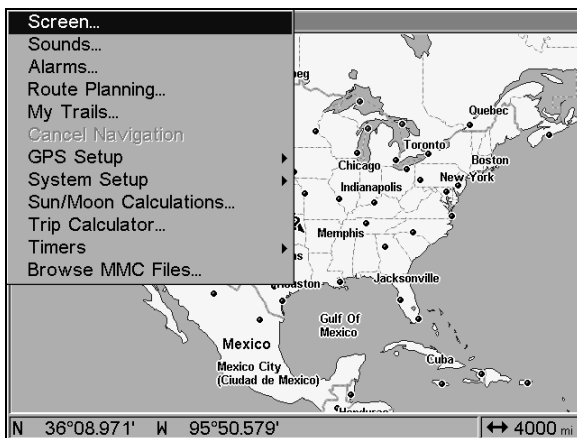 Screen...
Sounds...
Alarms...
Route Planning...
My Trails...
Cancel Navigation
GPS Setup
System Setup
Sun/Moon Calculations...
Trip Calculator...
Timers
Browse MMC Files...
Quebec
Toronto
Boston
Chicago
New York
Indianapolis
Memphis
Jacksonville
Gulf Of
Mexico
Mexico
Cuba
Mexico City
(Ciudad de Mexico)
N 36°08.971' W 95°50.579' ↔ 4000 mi